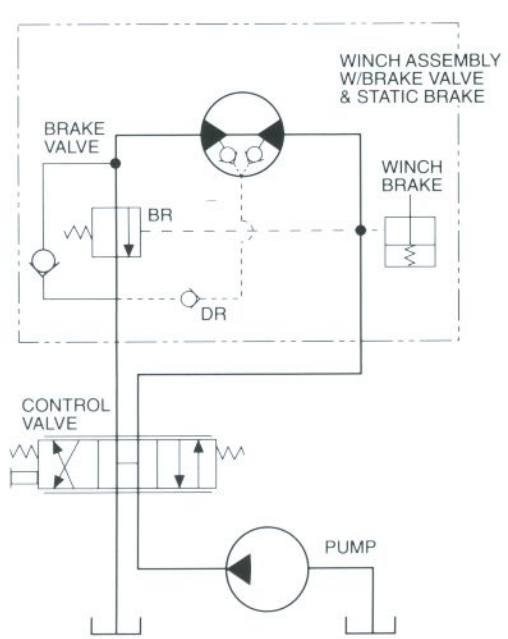 WINCH ASSEMBLY
W/BRAKE VALVE
& STATIC BRAKE
BRAKE
VALVE
WINCH
BRAKE
BR
DR
CONTROL
VALVE
PUMP